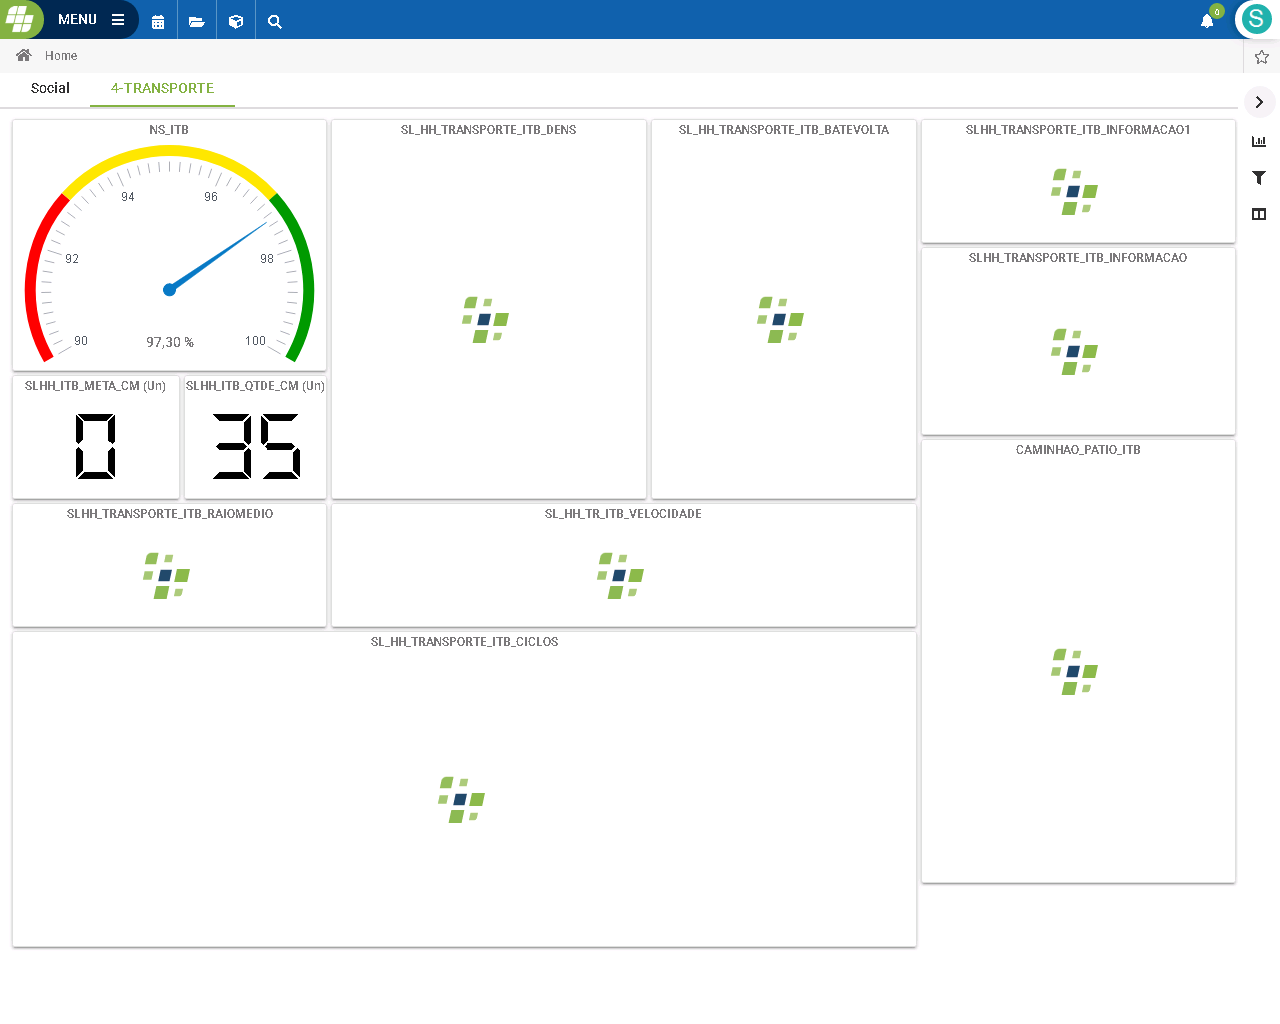 MENU
0
S
Home
Social
4-TRANSPORTE
NS_ITB
90
92
94
96
98
100
97,30 %
SL_HH_TRANSPORTE_ITB_DENS
SL_HH_TRANSPORTE_ITB_BATEVOLTA
SLHH_TRANSPORTE_ITB_INFORMACAO1
SLHH_TRANSPORTE_ITB_INFORMACAO
SLHH_ITB_META_CM (Un)
0
SLHH_ITB_QTDE_CM (Un)
35
CAMINHAO_PATIO_ITB
SLHH_TRANSPORTE_ITB_RAIOMEDIO
SL_HH_TR_ITB_VELOCIDADE
SL_HH_TRANSPORTE_ITB_CICLOS